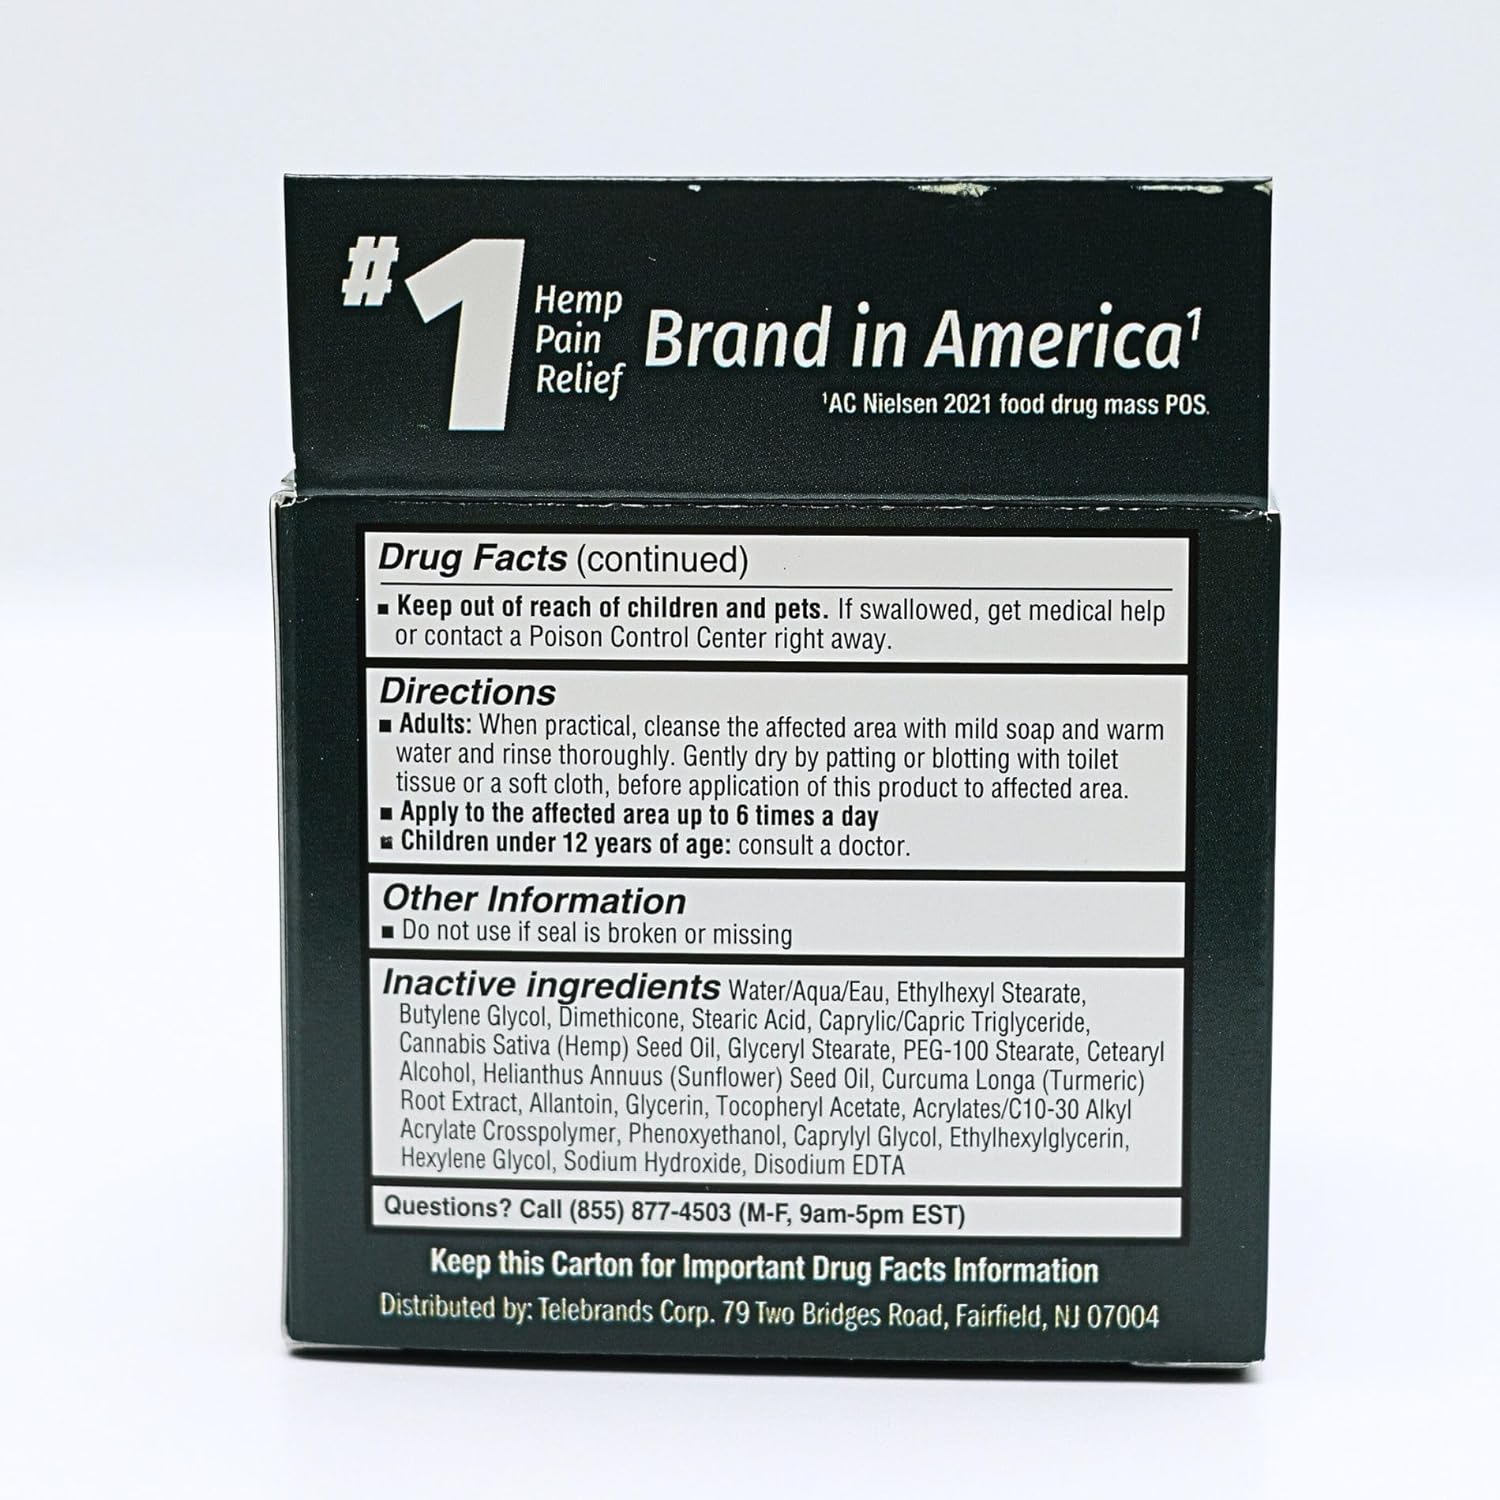 #1 Hemp Pain Relief Brand in America¹
¹AC Nielsen 2021 food drug mass POS.
Drug Facts (continued)
▪ Keep out of reach of children and pets. If swallowed, get medical help
or contact a Poison Control Center right away.
Directions
▪ Adults: When practical, cleanse the affected area with mild soap and warm
water and rinse thoroughly. Gently dry by patting or blotting with toilet
tissue or a soft cloth, before application of this product to affected area.
▪ Apply to the affected area up to 6 times a day
▪ Children under 12 years of age: consult a doctor.
Other Information
▪ Do not use if seal is broken or missing
Inactive ingredients Water/Aqua/Eau, Ethylhexyl Stearate,
Butylene Glycol, Dimethicone, Stearic Acid, Caprylic/Capric Triglyceride,
Cannabis Sativa (Hemp) Seed Oil, Glyceryl Stearate, PEG-100 Stearate, Cetearyl
Alcohol, Helianthus Annuus (Sunflower) Seed Oil, Curcuma Longa (Turmeric)
Root Extract, Allantoin, Glycerin, Tocopheryl Acetate, Acrylates/C10-30 Alkyl
Acrylate Crosspolymer, Phenoxyethanol, Caprylyl Glycol, Ethylhexylglycerin,
Hexylene Glycol, Sodium Hydroxide, Disodium EDTA
Questions? Call (855) 877-4503 (M-F, 9am-5pm EST)
Keep this Carton for Important Drug Facts Information
Distributed by: Telebrands Corp. 79 Two Bridges Road, Fairfield, NJ 07004